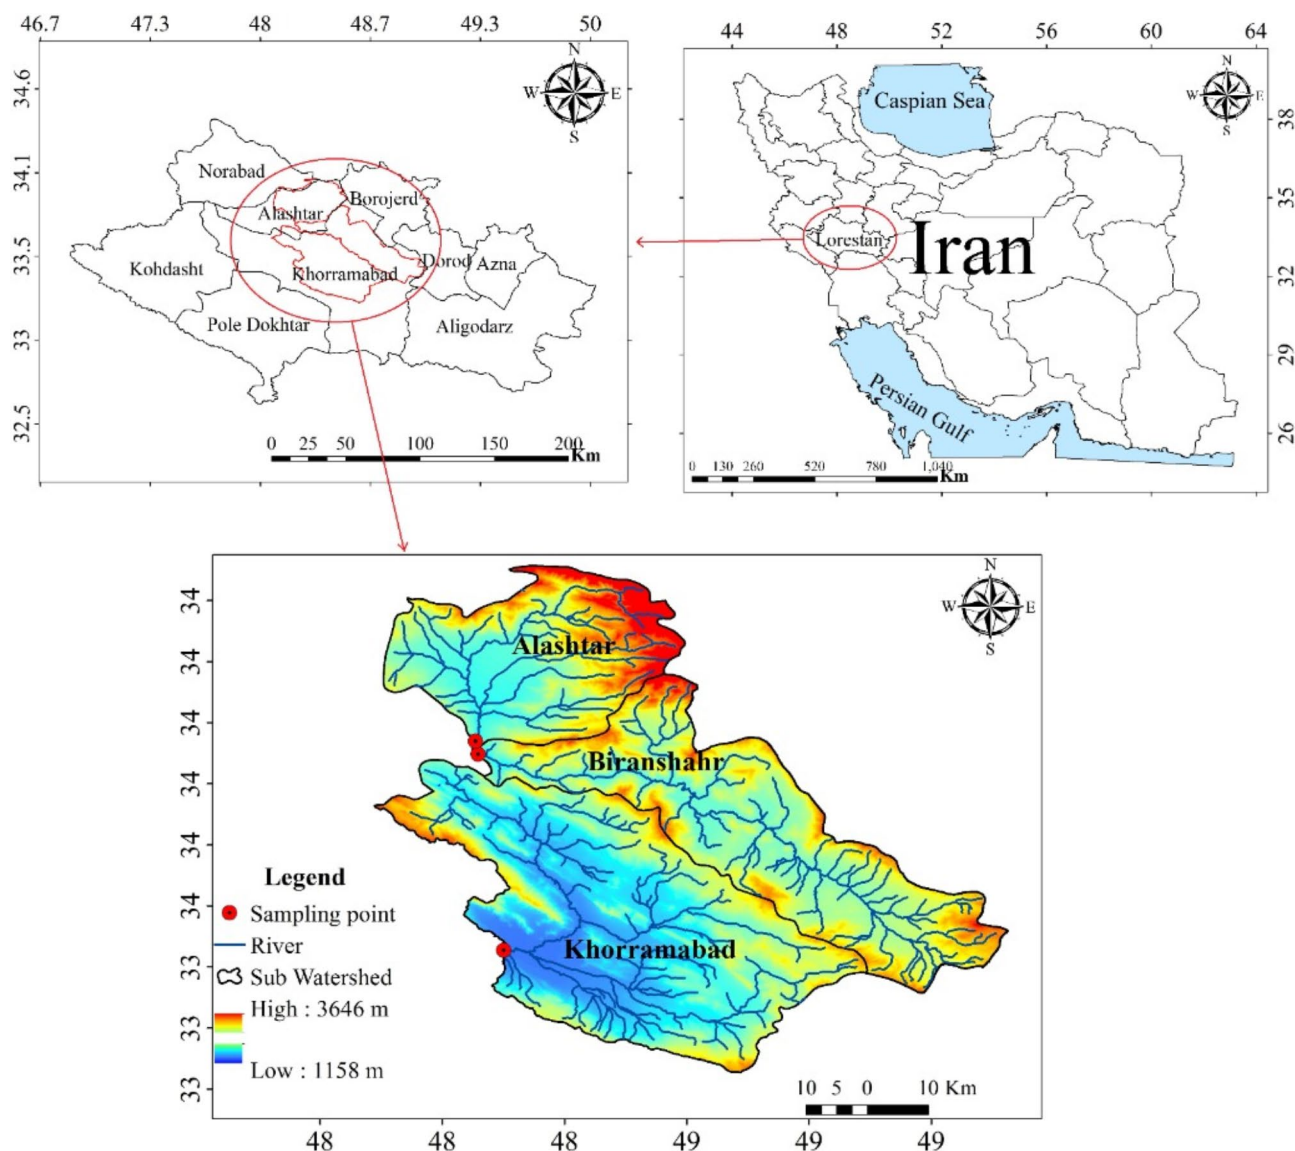 46.7 47.3 48 48.7 49.3 50
34.6
34.1
33.5
33
32.5
N
W E
S
Norabad
Borojerd
Alashtar
Kohdasht
Khorramabad
Dorod
Azna
Pole Dokhtar
Aligodarz
0 25 50 100 150 200
Km
44 48 52 56 60 64
38
35
32
29
26
N
W E
S
Caspian Sea
Lorestan
Iran
Persian Gulf
0 130 260 520 780 1,040
Km
34
34
34
34
34
34
33
33
33
N
W E
S
Alashtar
Biranshahr
Khorramabad
Legend
Sampling point
River
Sub Watershed
High : 3646 m
Low : 1158 m
10 5 0 10 Km
48 48 48 49 49 49